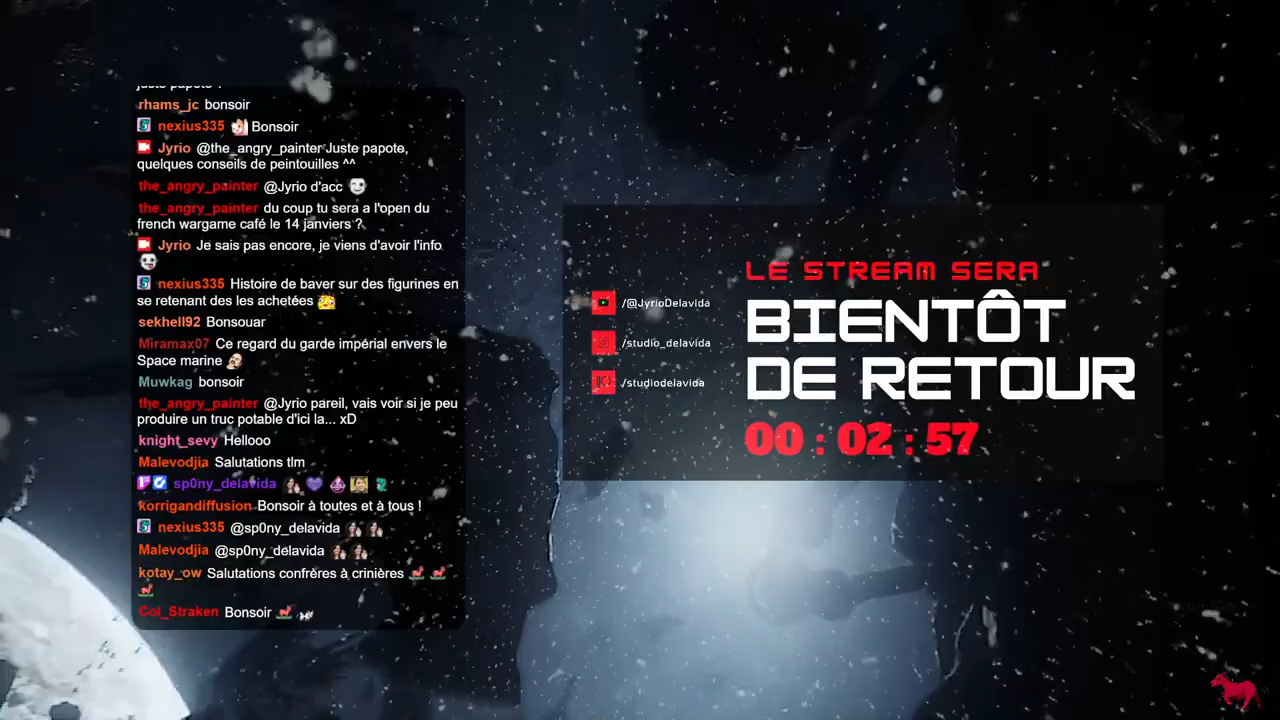 juste papote ?
rhams_jc bonsoir
nexius335 Bonsoir
Jyrio @the_angry_painter Juste papote,
quelques conseils de peintouilles ^^
the_angry_painter @Jyrio d'acc
the_angry_painter du coup tu sera a l'open du
french wargame café le 14 janviers ?
Jyrio Je sais pas encore, je viens d'avoir l'info
nexius335 Histoire de baver sur des figurines en
se retenant des les achetées
sekhell92 Bonsouar
Miramax07 Ce regard du garde impérial envers le
Space marine
Muwkag bonsoir
the_angry_painter @Jyrio pareil, vais voir si je peu
produire un truc potable d'ici la... xD
knight_sevy Hellooo
Malevodjia Salutations tlm
sp0ny_delavida
korrigandiffusion Bonsoir à toutes et à tous !
nexius335 @sp0ny_delavida
Malevodjia @sp0ny_delavida
kotay_ow Salutations confrères à crinières
Col_Straken Bonsoir
/@JyrioDelavida
/studio_delavida
/studiodelavida
LE STREAM SERA
BIENTÔT
DE RETOUR
00 : 02 : 57